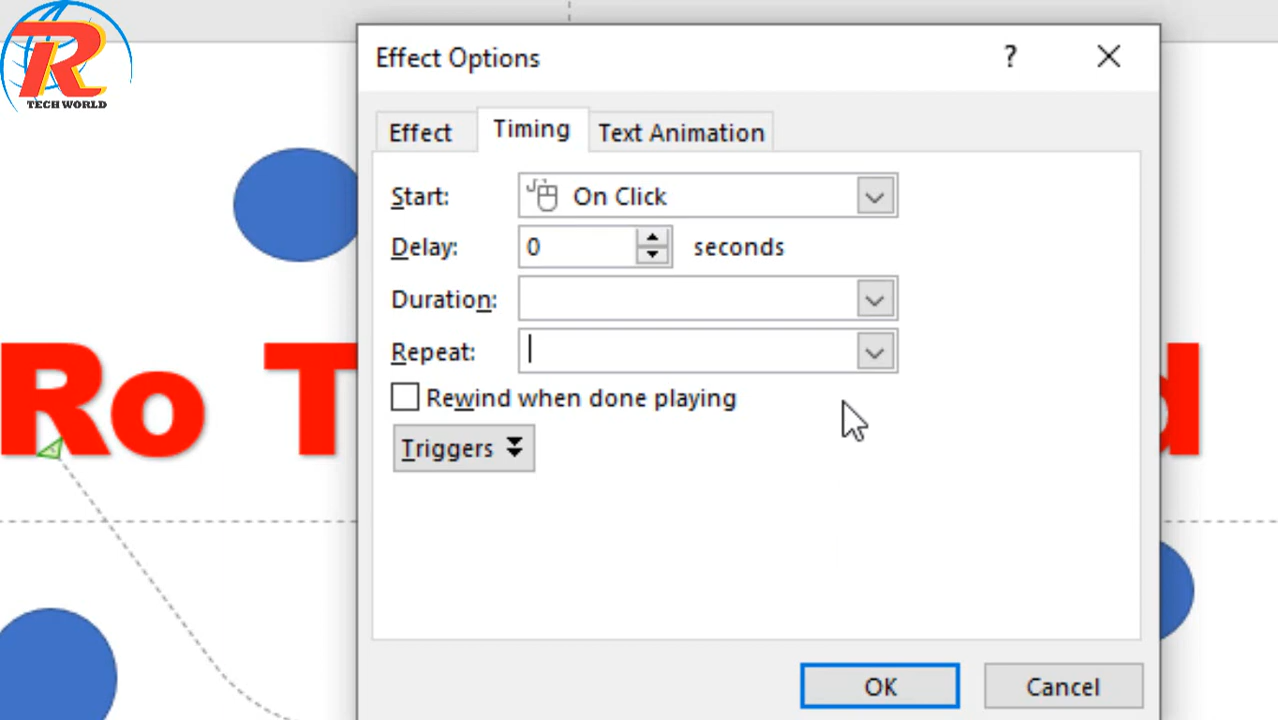 TR
TECH WORLD
Effect Options
?
Effect
Timing
Text Animation
Start:
On Click
Delay:
0
seconds
Duration:
Repeat:
Rewind when done playing
Triggers
Ro T
d
OK
Cancel